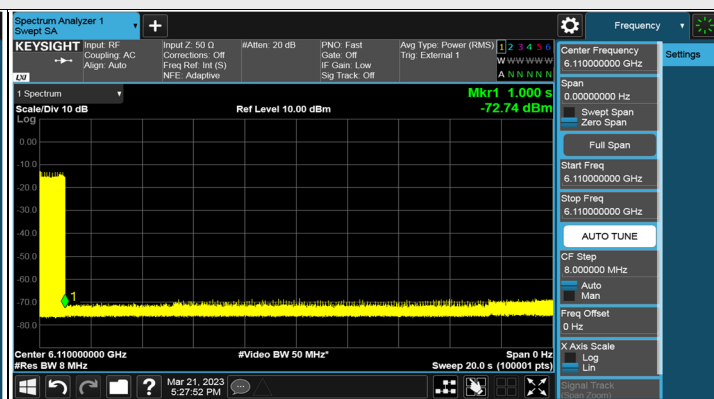 Spectrum Analyzer 1
Swept SA
Frequency
KEYSIGHT
Input: RF
Coupling: AC
Align: Auto
Input Z: 50 Ω
Corrections: Off
Freq Ref: Int (S)
NFE: Adaptive
#Atten: 20 dB
PNO: Fast
Gate: Off
IF Gain: Low
Sig Track: Off
Avg Type: Power (RMS)
Trig: External 1
1 2 3 4 5 6
W W W W W W
A N N N N N
LXI
1 Spectrum
Scale/Div 10 dB
Ref Level 10.00 dBm
Mkr1 1.000 s
-72.74 dBm
Log
0.00
-10.0
-20.0
-30.0
-40.0
-50.0
-60.0
-70.0
-80.0
1
Center 6.110000000 GHz
#Res BW 8 MHz
#Video BW 50 MHz*
Span 0 Hz
Sweep 20.0 s (100001 pts)
Mar 21, 2023
5:27:52 PM
Center Frequency
6.110000000 GHz
Span
0.00000000 Hz
Swept Span
Zero Span
Full Span
Start Freq
6.110000000 GHz
Stop Freq
6.110000000 GHz
AUTO TUNE
CF Step
8.000000 MHz
Auto
Man
Freq Offset
0 Hz
X Axis Scale
Log
Lin
Signal Track
(Span Zoom)
Settings